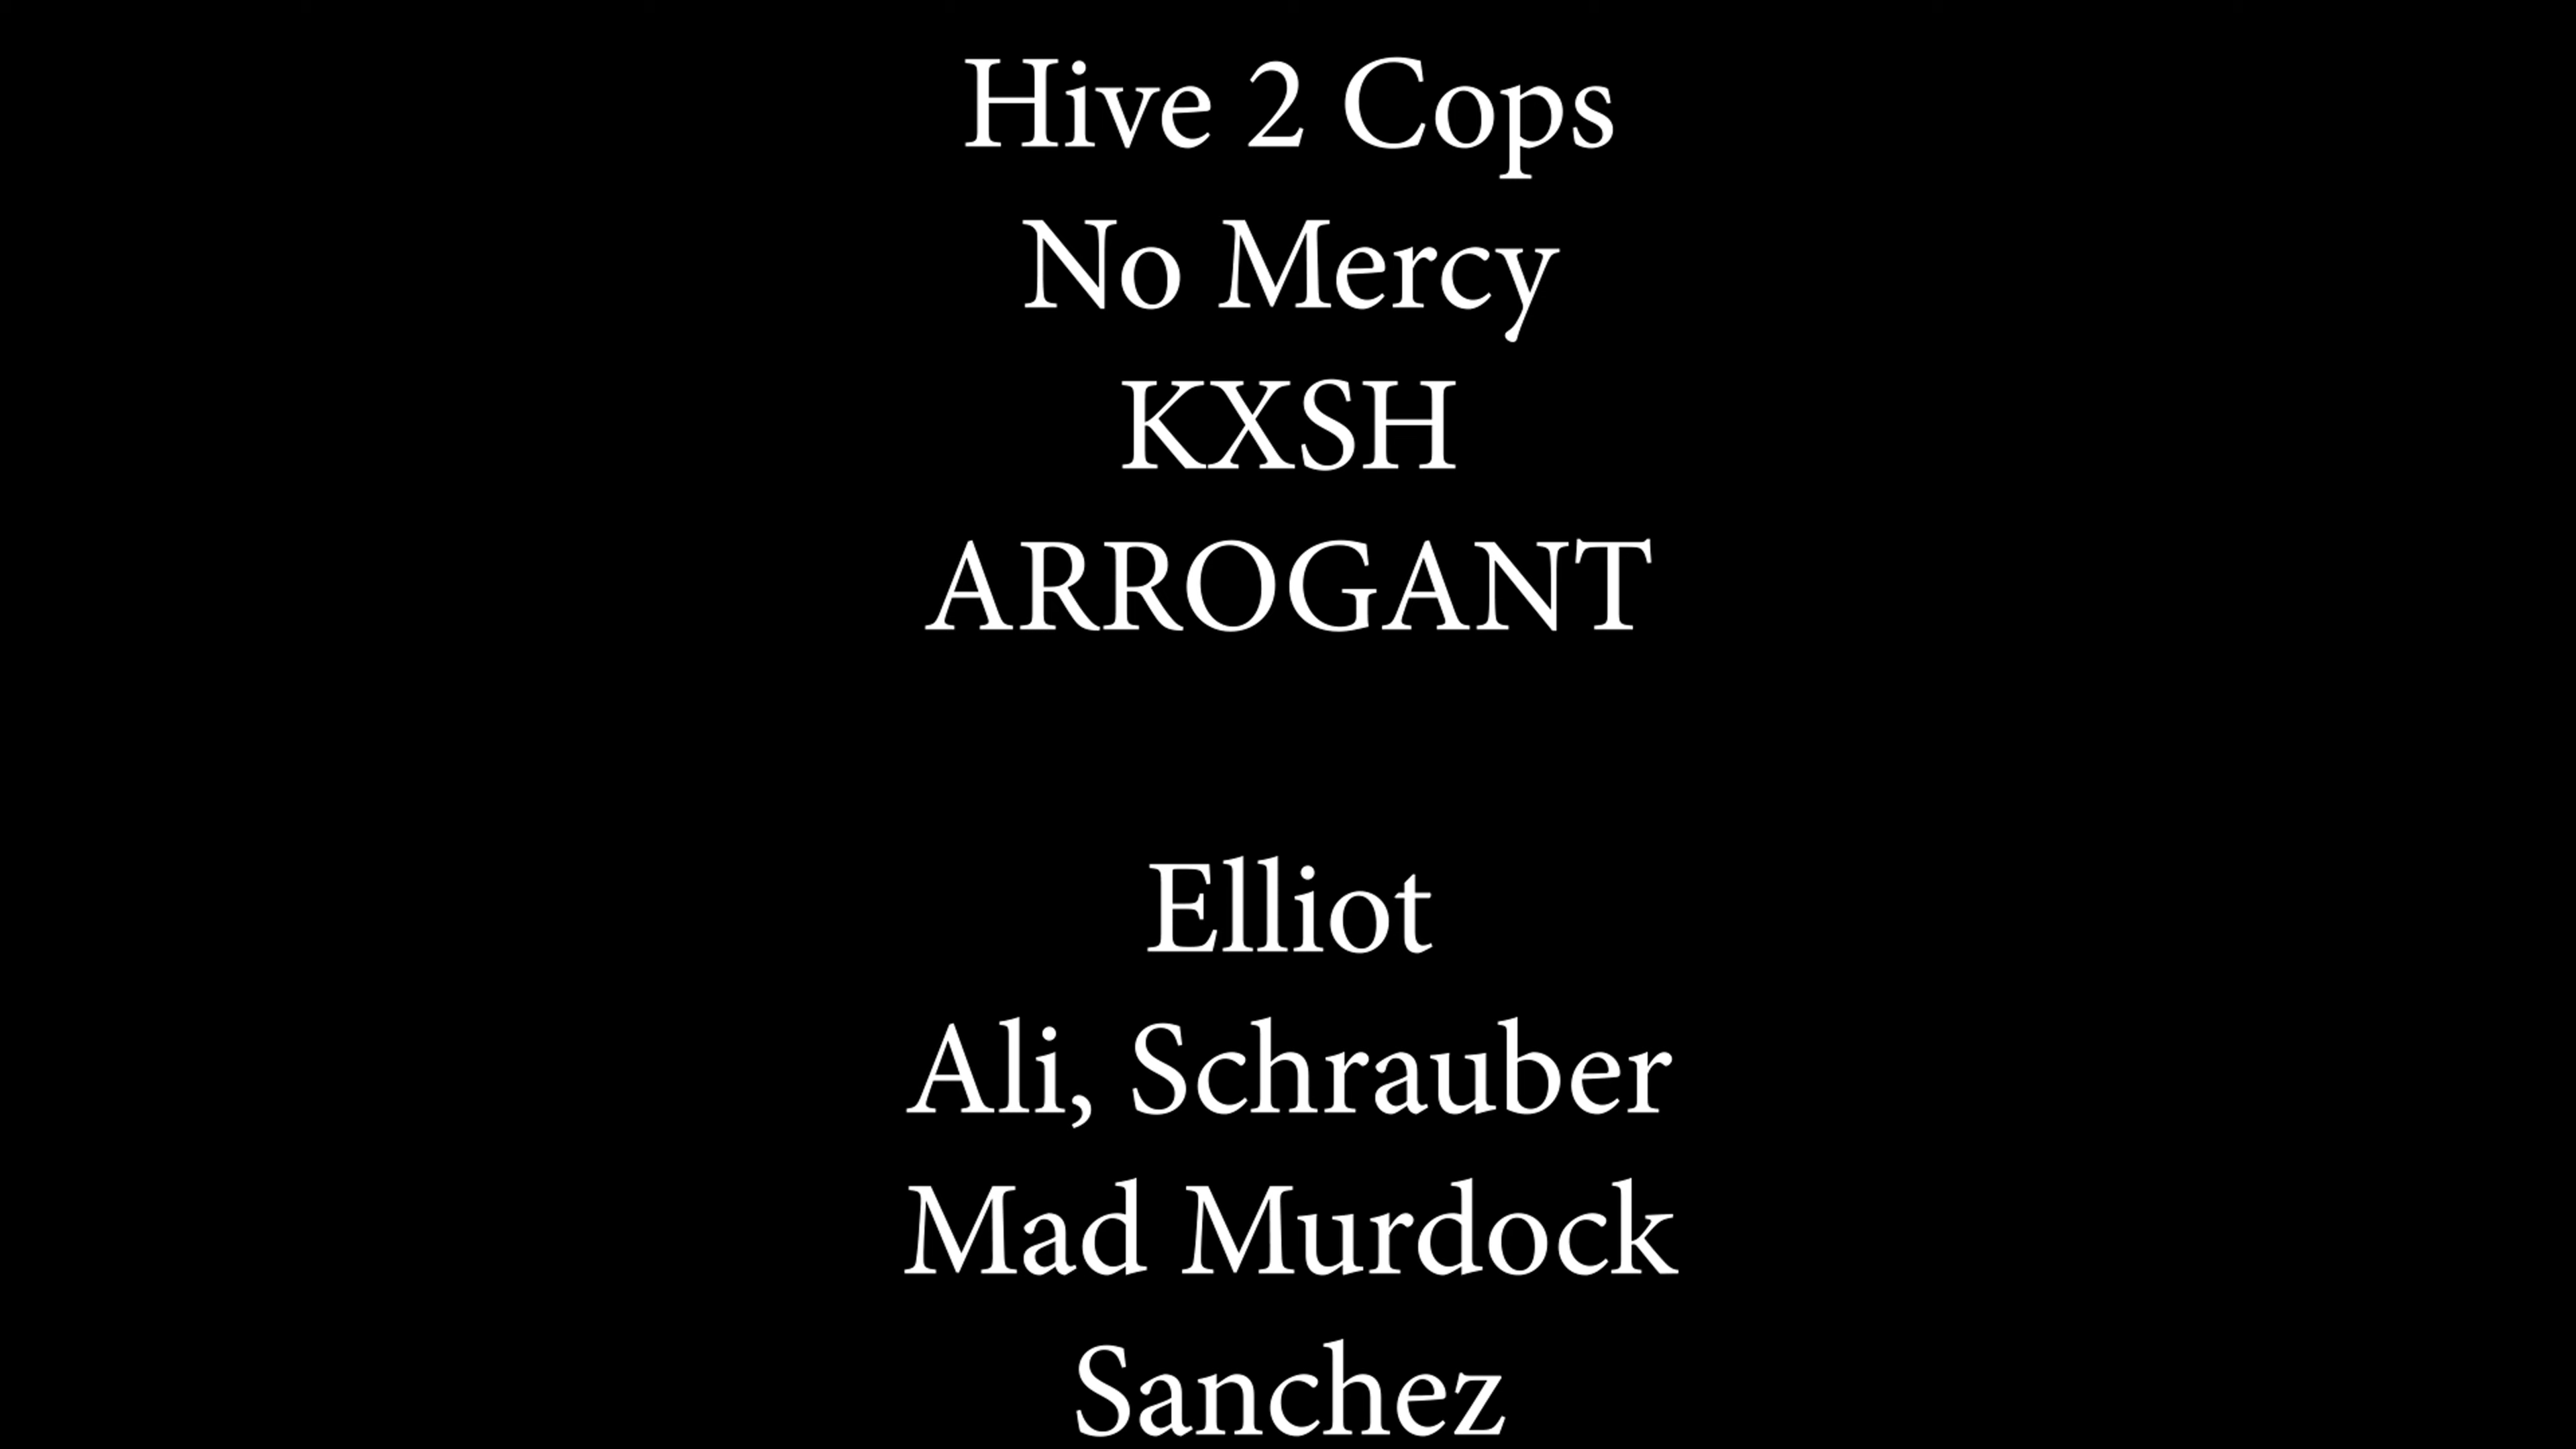 Hive 2 Cops
No Mercy
KXSH
ARROGANT
Elliot
Ali, Schrauber
Mad Murdock
Sanchez